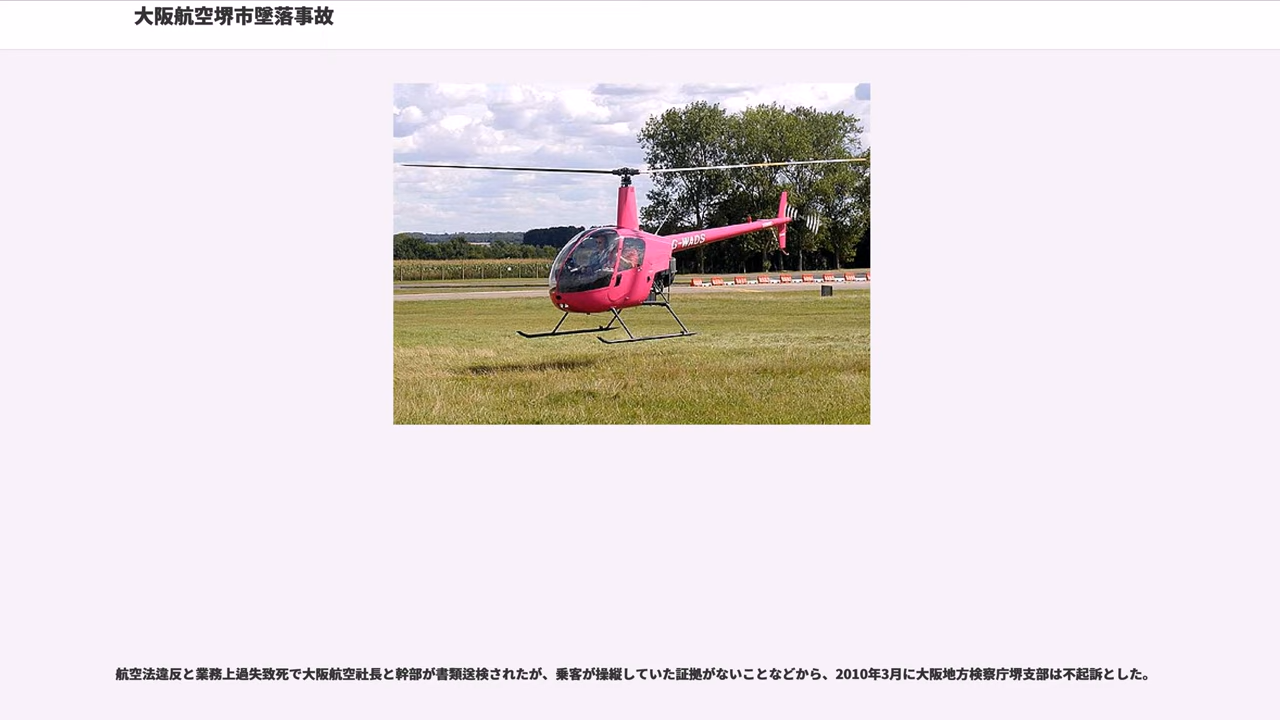 大阪航空堺市墜落事故
G-WADS
航空法違反と業務上過失致死で大阪航空社長と幹部が書類送検されたが、乗客が操縦していた証拠がないことなどから、2010年3月に大阪地方検察庁堺支部は不起訴とした。